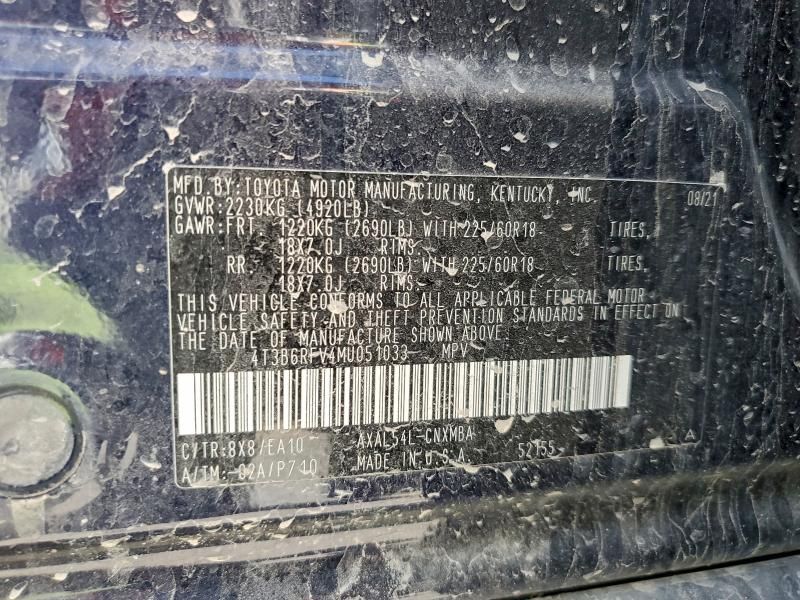 MFD.BY:TOYOTA MOTOR MANUFACTURING, KENTUCKY, INC. 08/21
GVWR:2230KG (4920LB)
GAWR:FRT. 1220KG (2690LB) WITH 225/60R18 TIRES,
18X7.0J RIMS
RR. 1220KG (2690LB) WITH 225/60R18 TIRES,
18X7.0J RIMS
THIS VEHICLE CONFORMS TO ALL APPLICABLE FEDERAL MOTOR
VEHICLE SAFETY AND THEFT PREVENTION STANDARDS IN EFFECT ON
THE DATE OF MANUFACTURE SHOWN ABOVE.
4T3B6RFV4MU051033 MPV
C/TR:8X8/EA10 AXAL54L-CNXMBA
A/TM:-02A/P710 MADE IN U.S.A. 52155